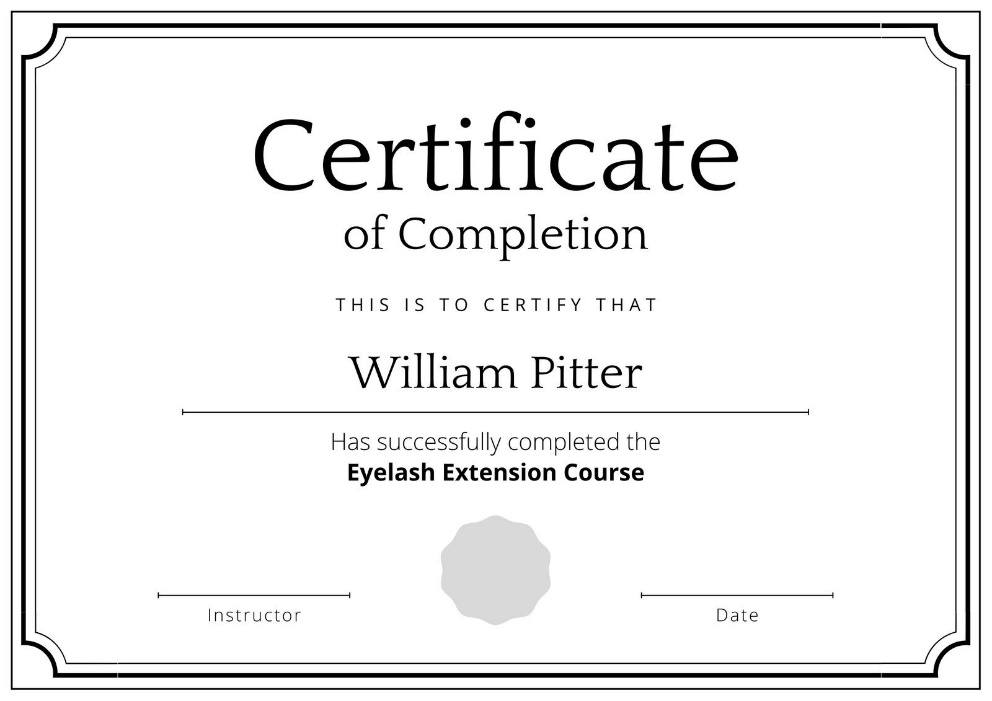 Certificate
of Completion
THIS IS TO CERTIFY THAT
William Pitter
Has successfully completed the
Eyelash Extension Course
Instructor
Date